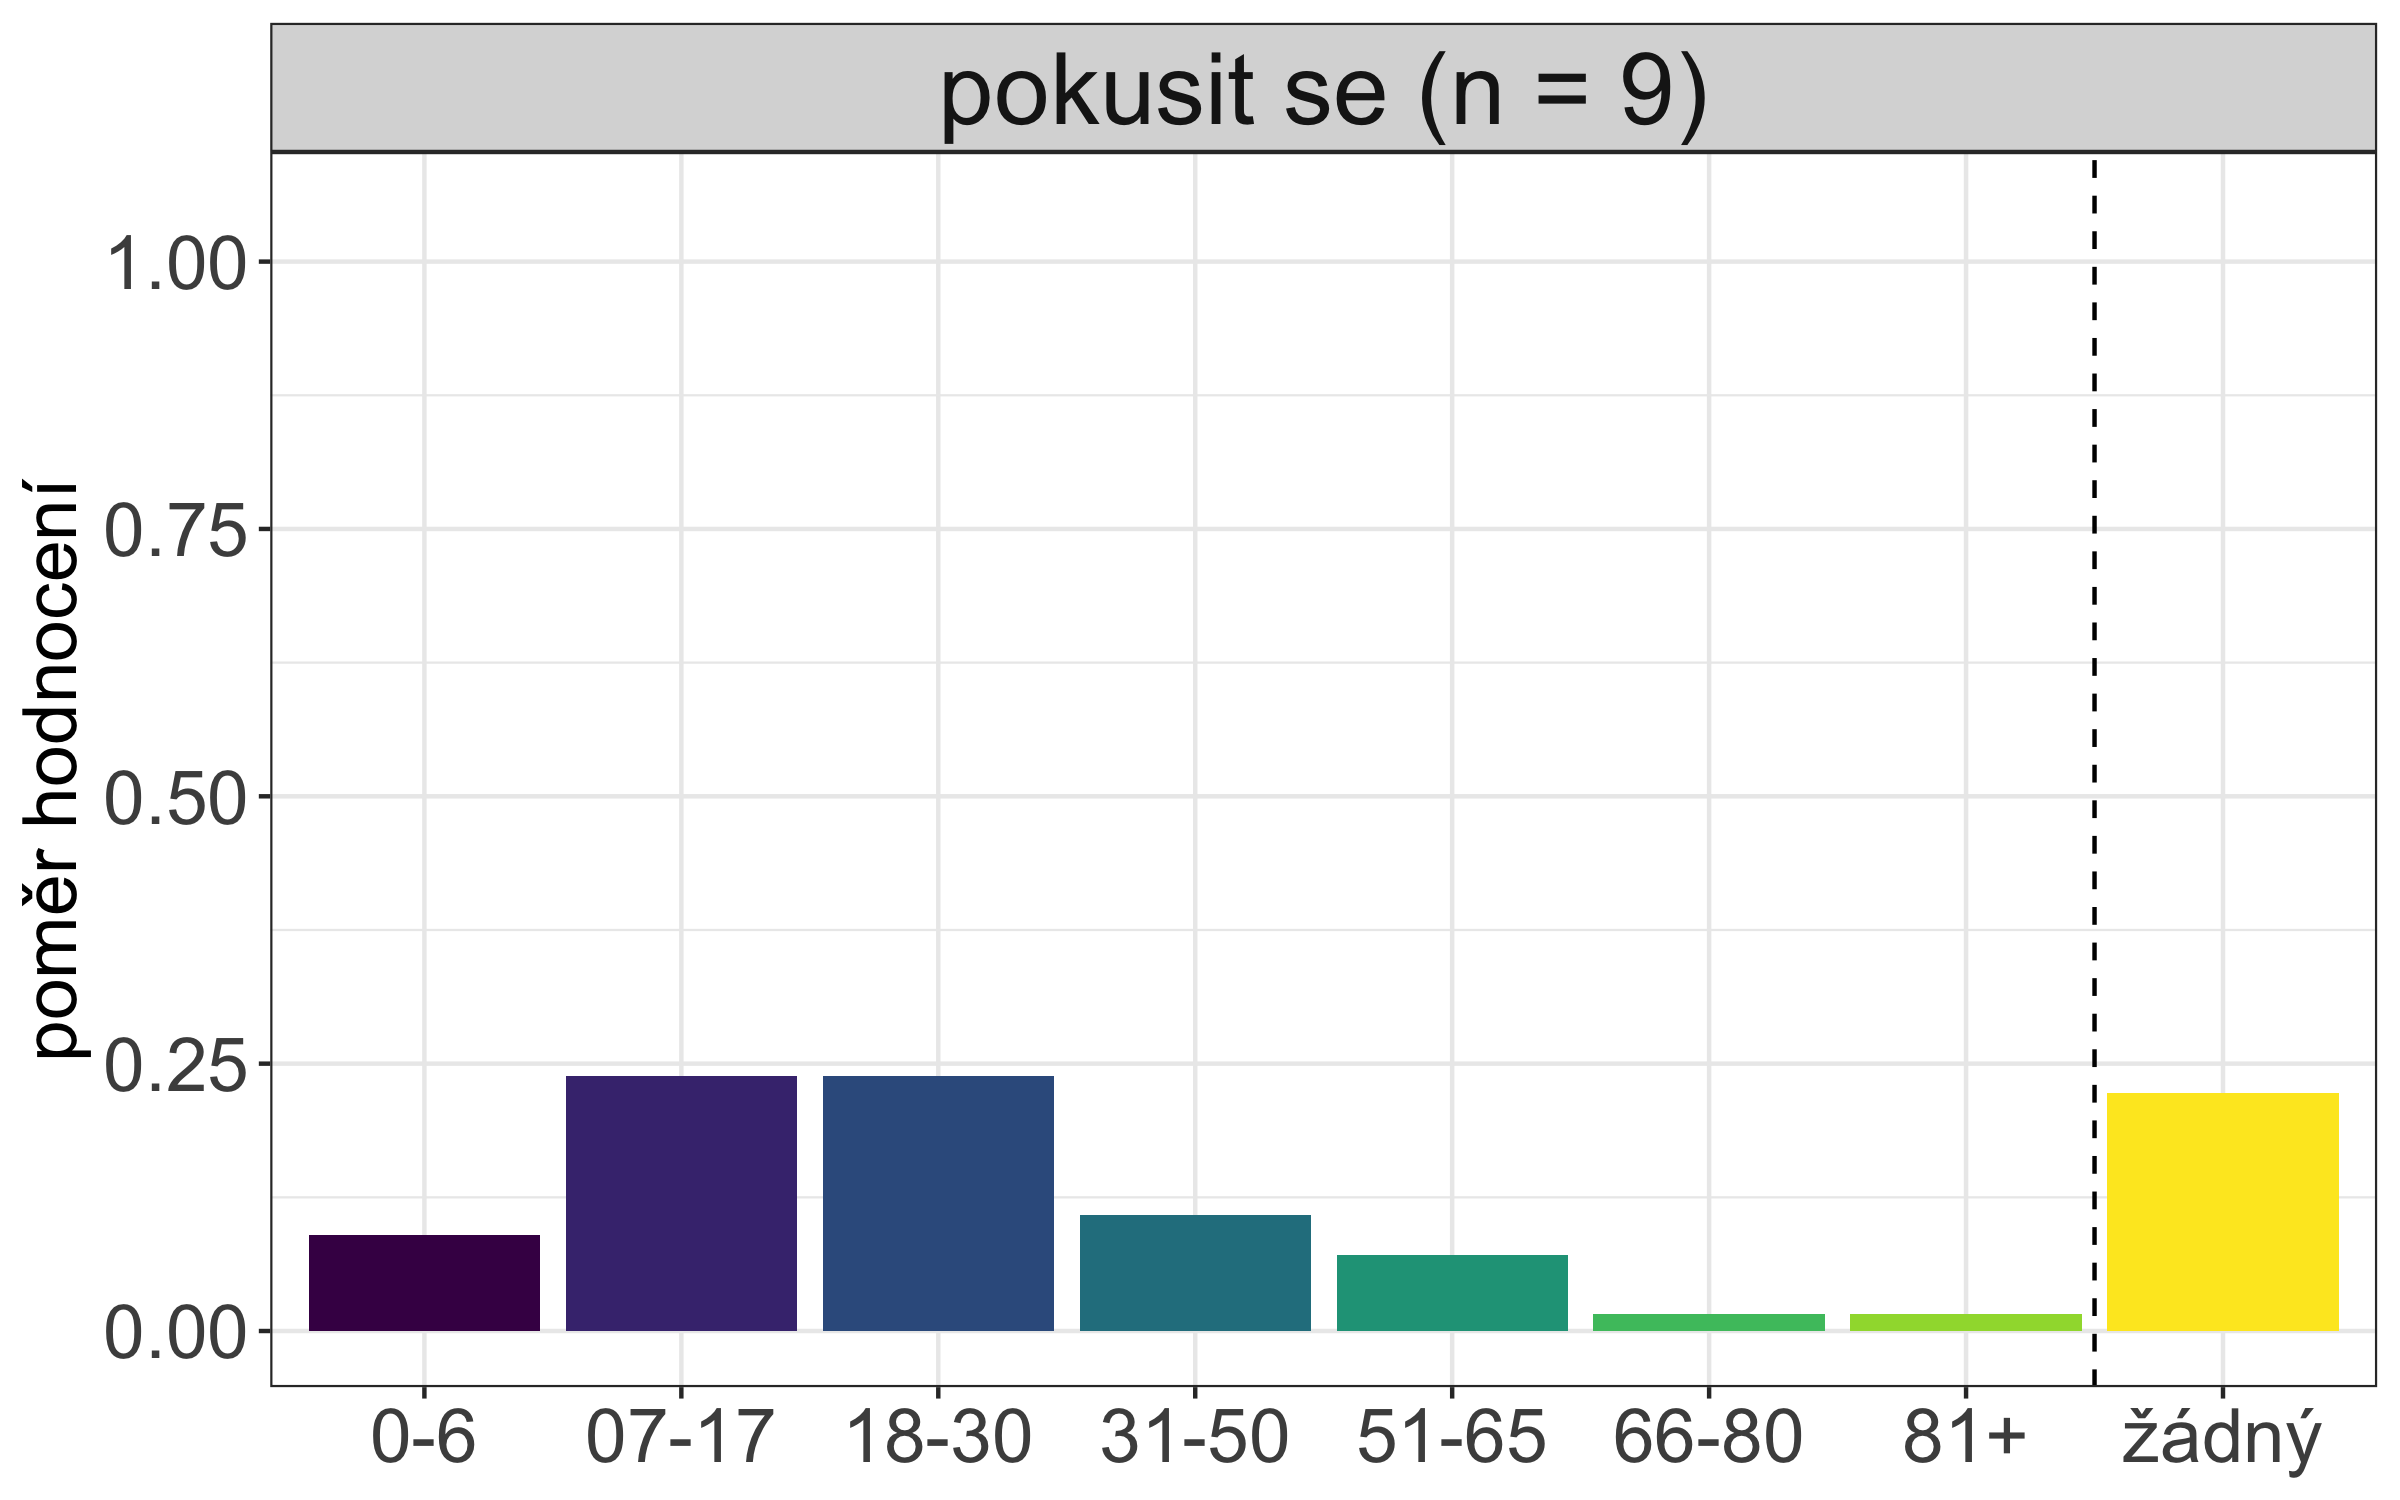 pokusit se (n = 9)
poměr hodnocení
1.00
0.75
0.50
0.25
0.00
0-6 07-17 18-30 31-50 51-65 66-80 81+ žádný